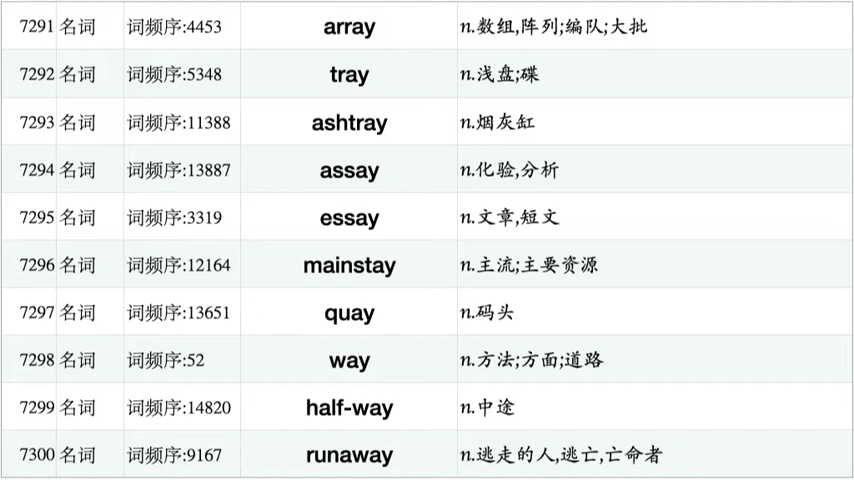 7291 名词 词频序:4453 array n.数组,阵列;编队;大批
7292 名词 词频序:5348 tray n.浅盘;碟
7293 名词 词频序:11388 ashtray n.烟灰缸
7294 名词 词频序:13887 assay n.化验,分析
7295 名词 词频序:3319 essay n.文章,短文
7296 名词 词频序:12164 mainstay n.主流;主要资源
7297 名词 词频序:13651 quay n.码头
7298 名词 词频序:52 way n.方法;方面;道路
7299 名词 词频序:14820 half-way n.中途
7300 名词 词频序:9167 runaway n.逃走的人,逃亡,亡命者